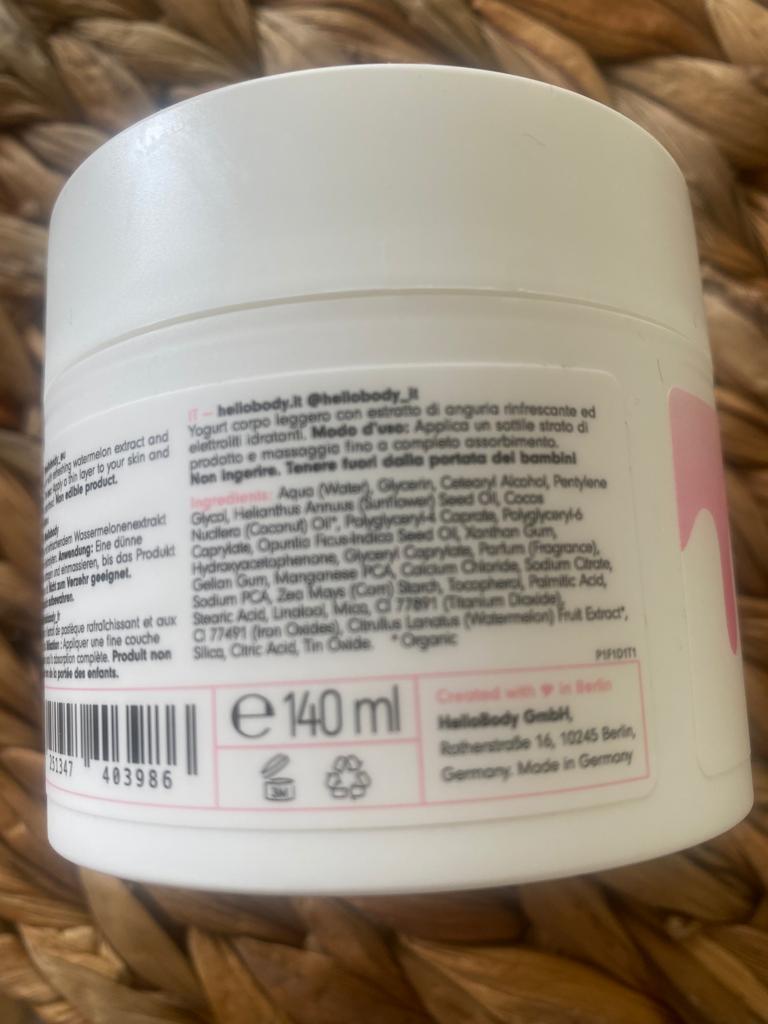 with refreshing watermelon extract and
a thin layer to your skin and
Non edible product.
Wassermelonenextrakt
Anwendung: Eine dünne
und einmassieren, bis das Produkt
zum Verzehr geeignet.
de pastèque rafraîchissant et aux
Appliquer une fine couche
absorption complète. Produit non
de la portée des enfants.
IT — hellobody.it @hellobody_it
Yogurt corpo leggero con estratto di anguria rinfrescante ed
elettroliti idratanti. Modo d'uso: Applica un sottile strato di
prodotto e massaggia fino a completo assorbimento.
Non ingerire. Tenere fuori dalla portata dei bambini
Ingredients: Aqua (Water), Glycerin, Cetearyl Alcohol, Pentylene
Glycol, Helianthus Annuus (Sunflower) Seed Oil, Cocos
Nucifera (Coconut) Oil*, Polyglyceryl-4 Caprate, Polyglyceryl-6
Caprylate, Opuntia Ficus-Indica Seed Oil, Xanthan Gum,
Hydroxyacetophenone, Glyceryl Caprylate, Parfum (Fragrance),
Gellan Gum, Manganese PCA, Calcium Chloride, Sodium Citrate,
Sodium PCA, Zea Mays (Corn) Starch, Tocopherol, Palmitic Acid,
Stearic Acid, Linalool, Mica, CI 77891 (Titanium Dioxide),
CI 77491 (Iron Oxides), Citrullus Lanatus (Watermelon) Fruit Extract*,
Silica, Citric Acid, Tin Oxide. *Organic
P1F1D1T1
251347 403986
e 140 ml
3M
Created with ♥ in Berlin
HelloBody GmbH,
Rotherstraße 16, 10245 Berlin,
Germany. Made in Germany